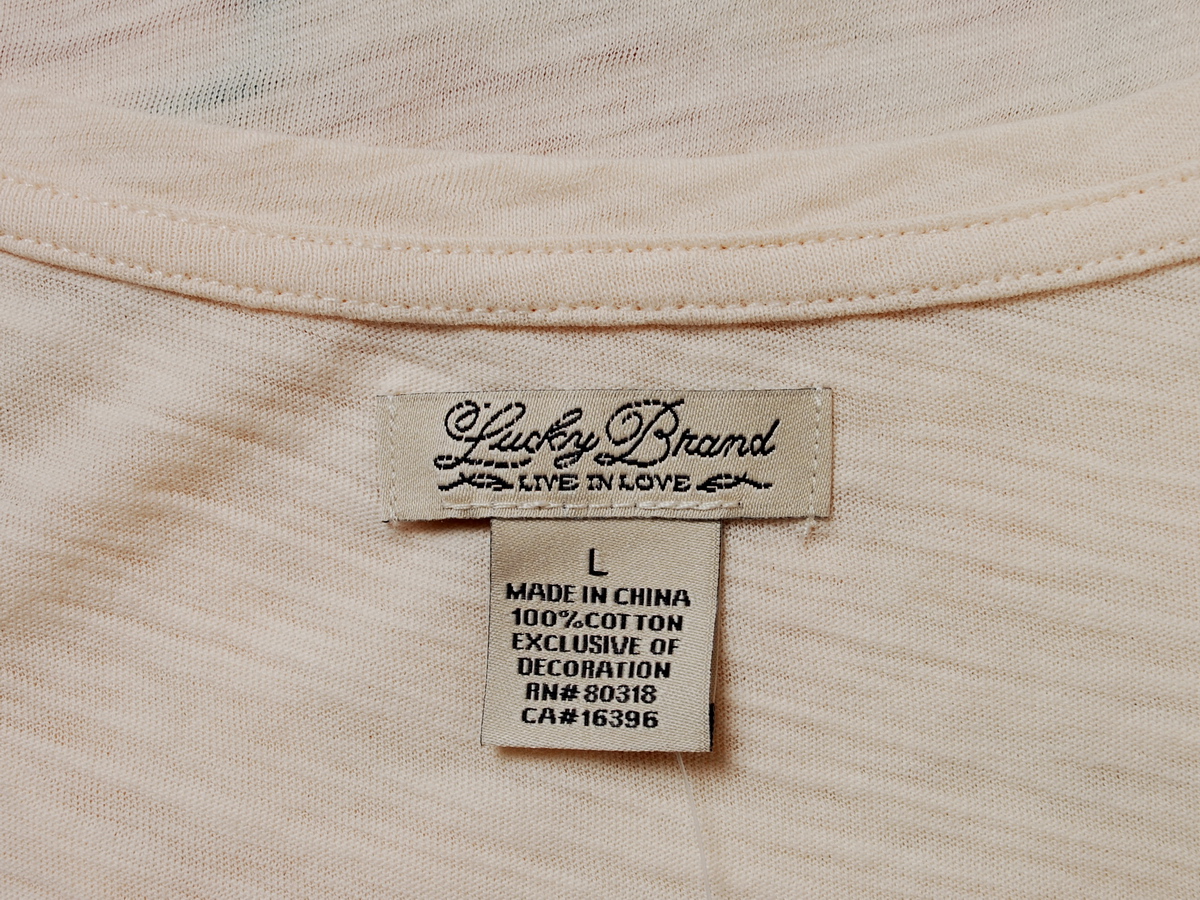 Lucky Brand
LIVE IN LOVE
L
MADE IN CHINA
100%COTTON
EXCLUSIVE OF
DECORATION
RN#80318
CA#16396